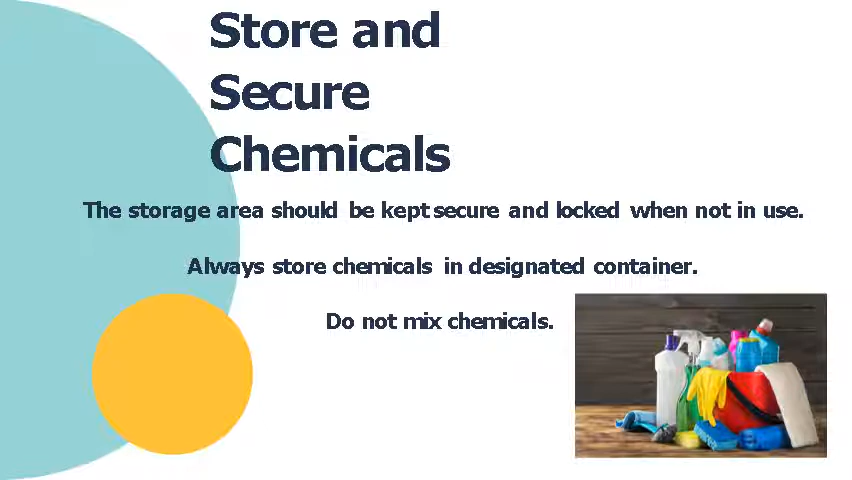 Store and
Secure
Chemicals
The storage area should be kept secure and locked when not in use.
Always store chemicals in designated container.
Do not mix chemicals.